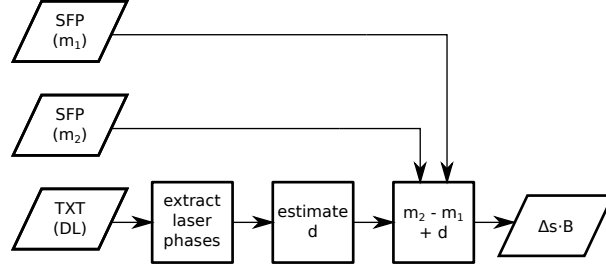 SFP
(m₁)
SFP
(m₂)
TXT
(DL)
extract
laser
phases
estimate
d
m₂ - m₁
+ d
Δs·B